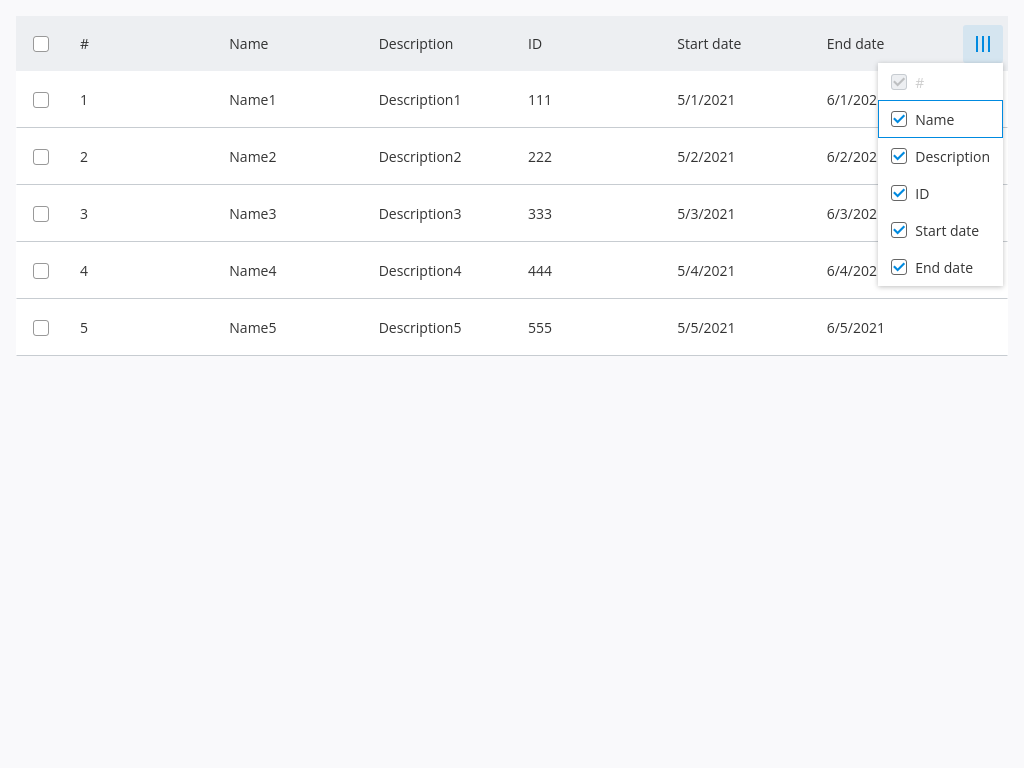 # Name Description ID Start date End date
#
1 Name1 Description1 111 5/1/2021 6/1/202
Name
2 Name2 Description2 222 5/2/2021 6/2/202
Description
ID
3 Name3 Description3 333 5/3/2021 6/3/202
Start date
4 Name4 Description4 444 5/4/2021 6/4/202
End date
5 Name5 Description5 555 5/5/2021 6/5/2021